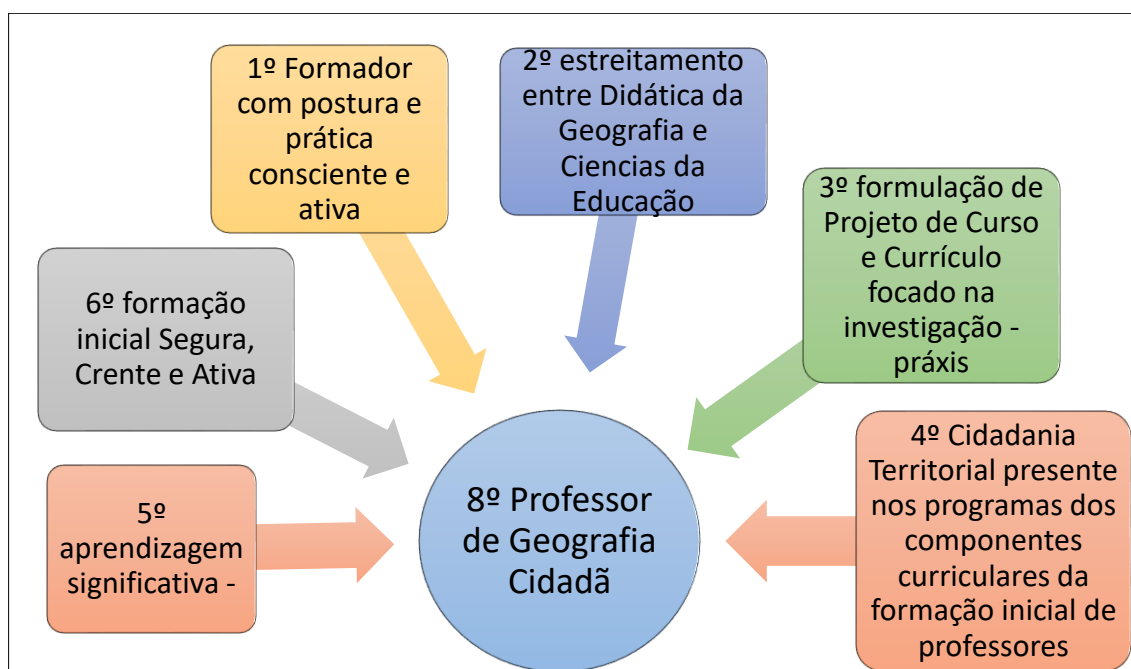 1º Formador
com postura e
prática
consciente e
ativa
2º estreitamento
entre Didática da
Geografia e
Ciencias da
Educação
3º formulação de
Projeto de Curso
e Currículo
focado na
investigação -
práxis
4º Cidadania
Territorial presente
nos programas dos
componentes
curriculares da
formação inicial de
professores
5º
aprendizagem
significativa -
6º formação
inicial Segura,
Crente e Ativa
8º Professor
de Geografia
Cidadã